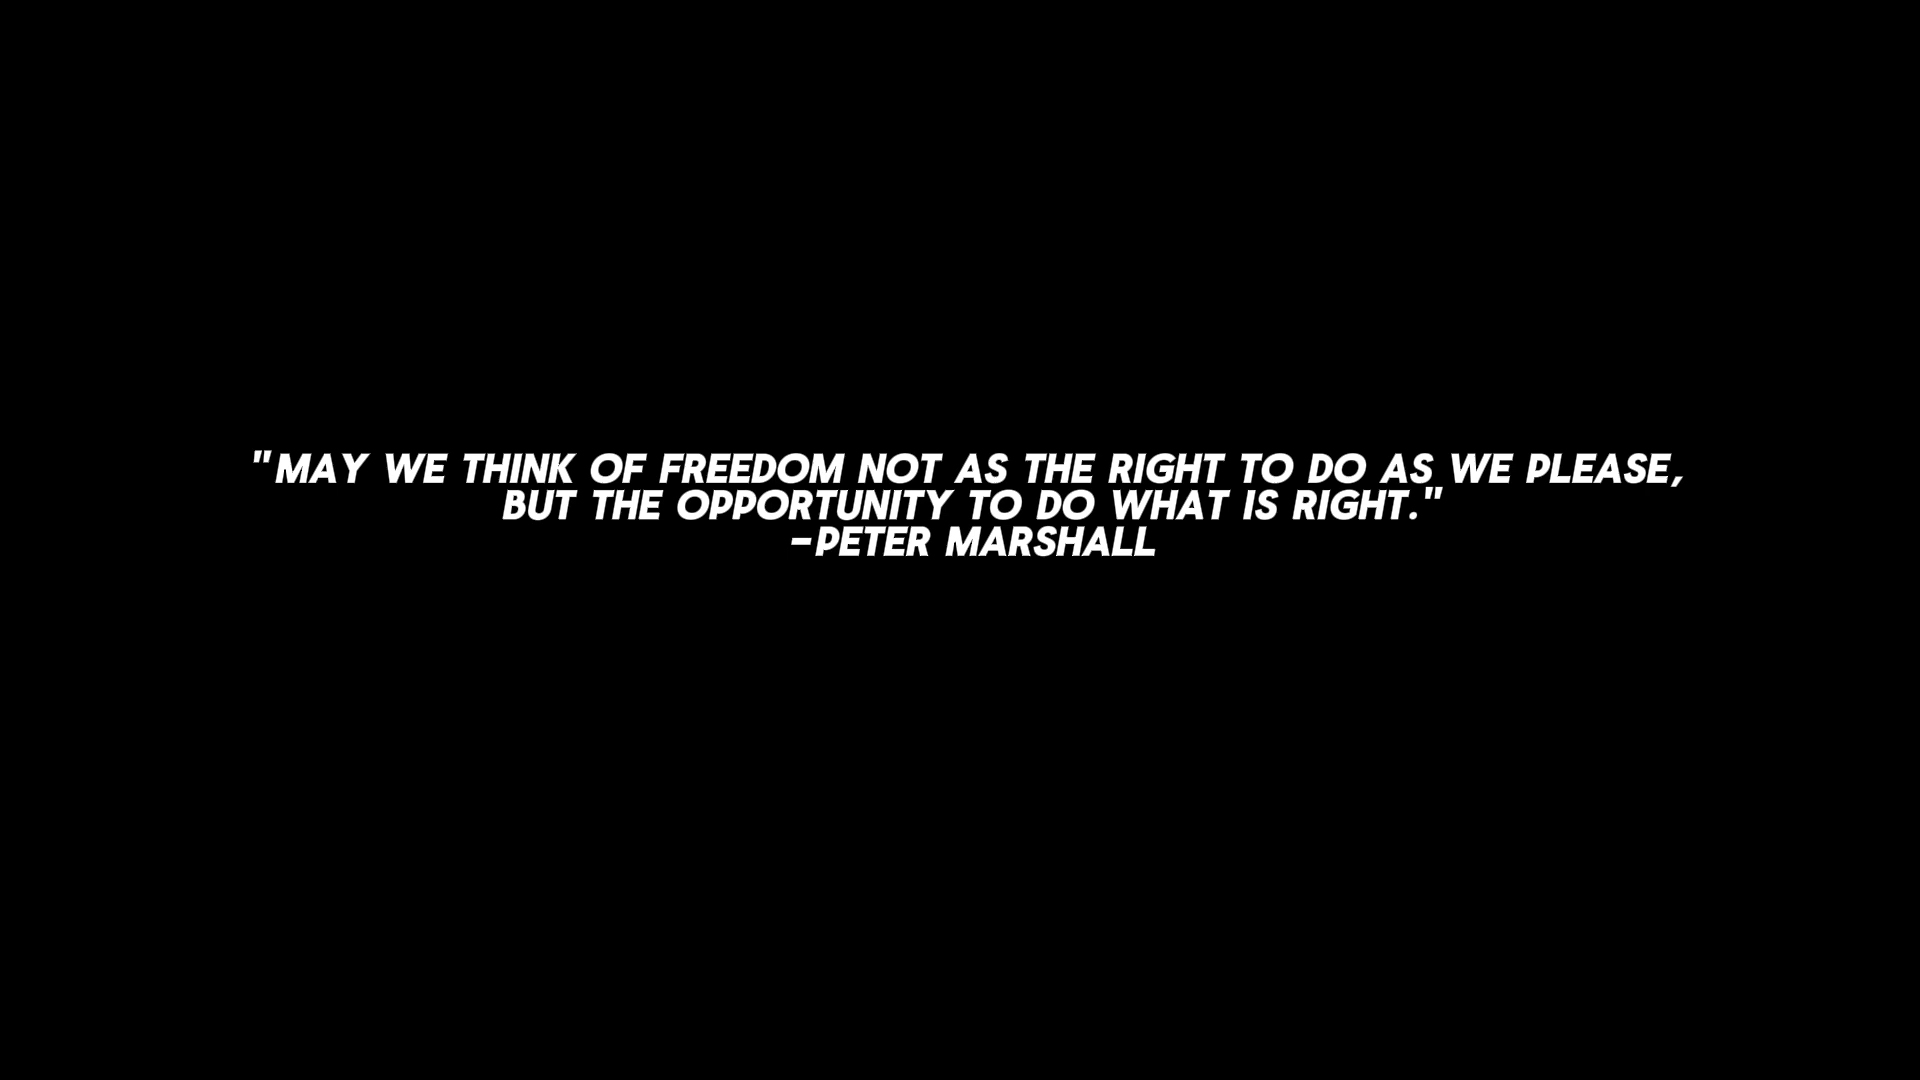 "MAY WE THINK OF FREEDOM NOT AS THE RIGHT TO DO AS WE PLEASE,
BUT THE OPPORTUNITY TO DO WHAT IS RIGHT."
-PETER MARSHALL